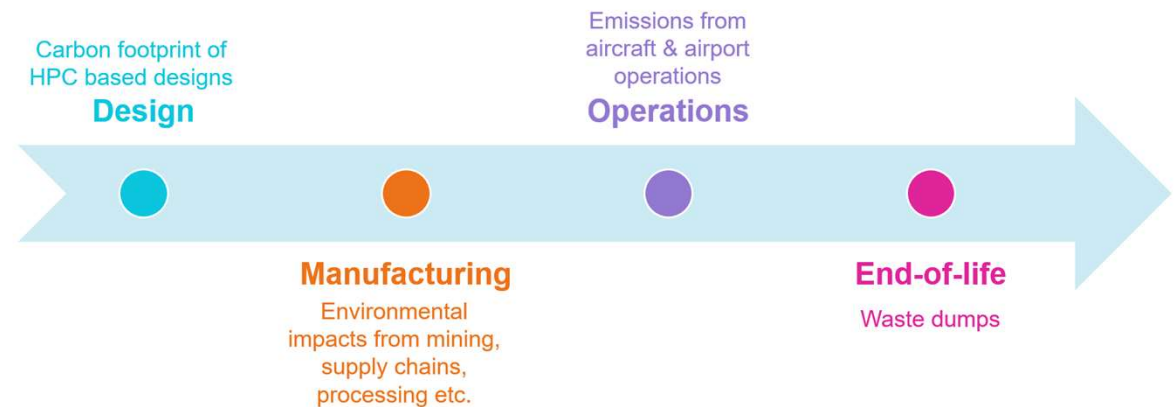 Carbon footprint of
HPC based designs
Design
Manufacturing
Environmental
impacts from mining,
supply chains,
processing etc.
Emissions from
aircraft & airport
operations
Operations
End-of-life
Waste dumps